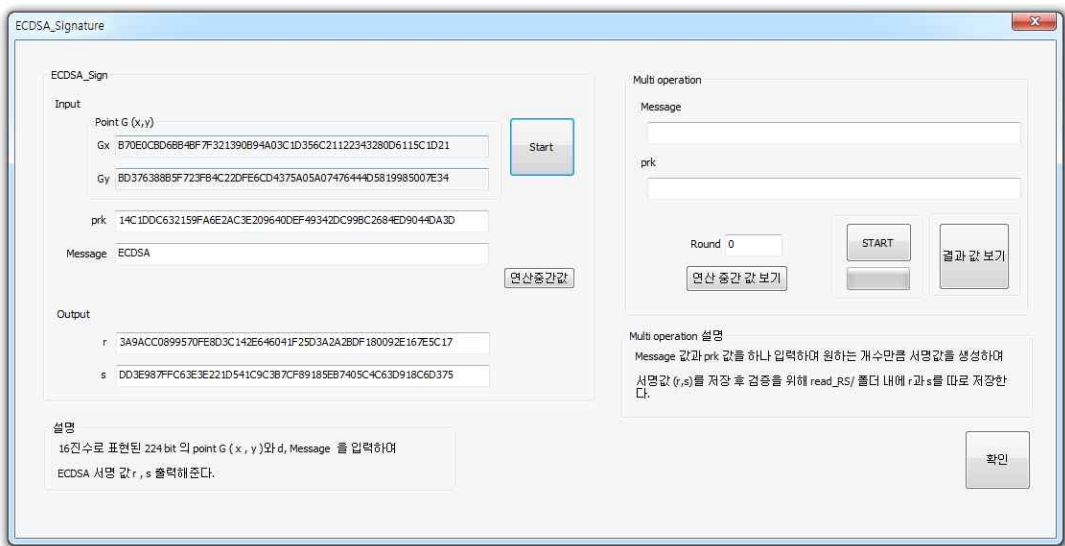 ECDSA_Signature
ECDSA_Sign
Input
Point G (x,y)
Gx B70E0CBD6BB4BF7F321390B94A03C1D356C21122343280D6115C1D21
Gy BD376388B5F723FB4C22DFE6CD4375A05A07476444D5819985007E34
Start
prk 14C1DDC632159FA6E2AC3E209640DEF49342DC99BC2684ED9044DA3D
Message ECDSA
연산중간값
Output
r 3A9ACC0899570FE8D3C142E646041F25D3A2A2BDF180092E167E5C17
s DD3E987FFC63E3E221D541C9C3B7CF89185EB7405C4C63D918C6D375
설명
16진수로 표현된 224 bit 의 point G ( x , y )와 d, Message 을 입력하여
ECDSA 서명 값 r , s 출력해준다.
Multi operation
Message
prk
Round 0
START
연산 중간 값 보기
결과 값 보기
Multi operation 설명
Message 값과 prk 값을 하나 입력하여 원하는 개수만큼 서명값을 생성하여
서명값 (r,s)를 저장 후 검증을 위해 read_RS/ 폴더 내에 r과 s를 따로 저장한
다.
확인